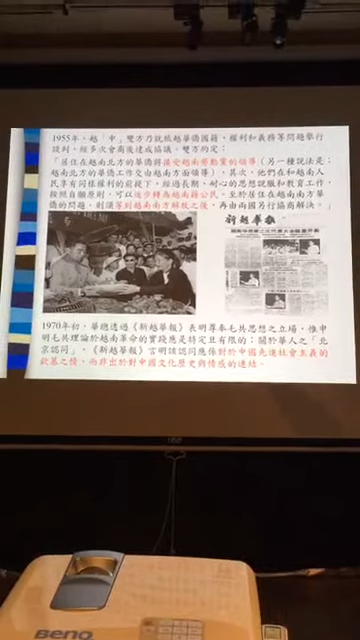 1955年，越「中」雙方乃就旅越華僑國籍、權利和義務等問題舉行
談判，經多次會商後達成協議。雙方約定：
「居住在越南北方的華僑將接受越南勞動黨的領導（另一種說法是：
越南北方的華僑工作交由越南方面領導），其次，他們在和越南人
民享有同樣權利的前提下，經過長期、耐心的思想說服和教育工作，
按照自願原則，可以逐步轉為越南籍公民。至於居住在越南南方華
僑的問題，則講等到越南南方解放之後，再由兩國另行協商解決。」
新越華報
1970年初，華總透過《新越華報》表明尊奉毛共思想之立場，惟申
明毛共理論於越南革命的實踐應是特定且有限的；關於華人之「北
京認同」，《新越華報》言明該認同應係對於中國先進社會主義的
欽慕之情，而非出於對中國文化歷史與情感的連結。
BenQ